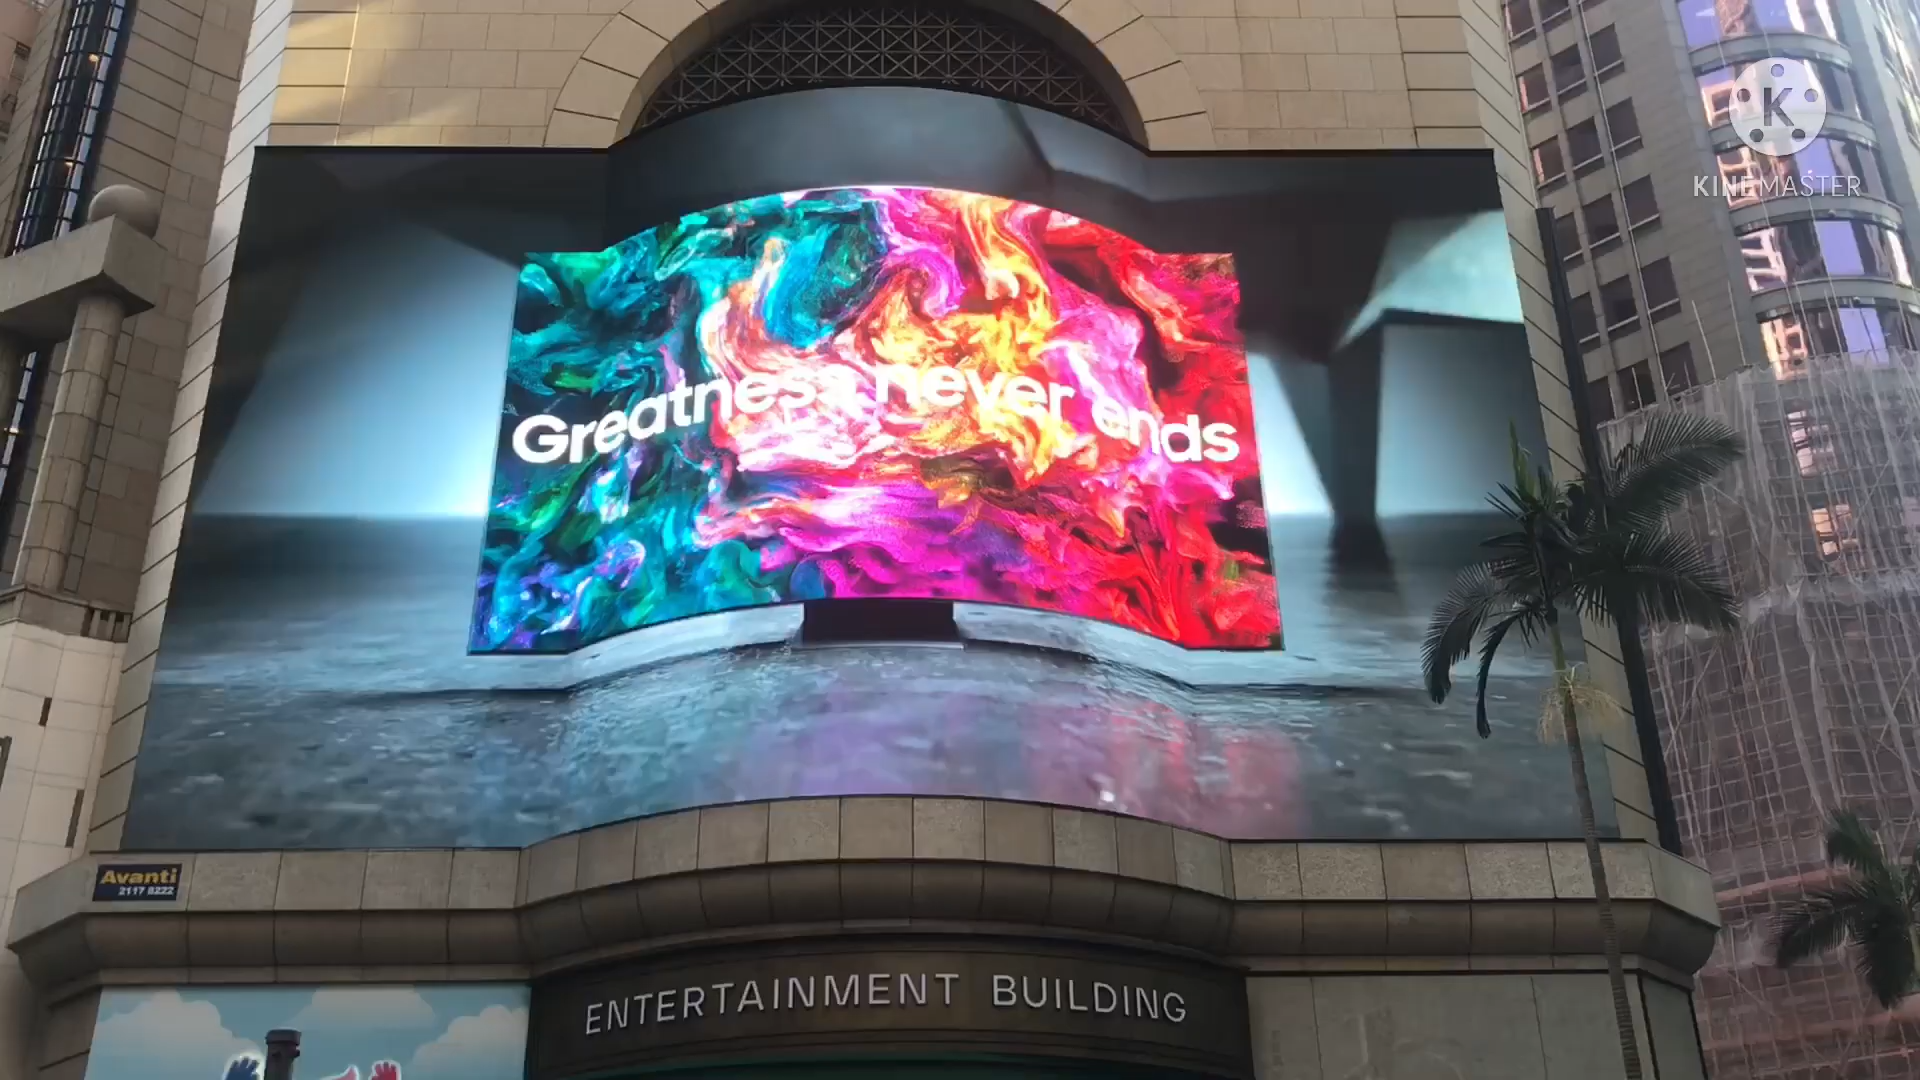 K
KINEMASTER
Greatness never ends
Avanti
2117 8222
ENTERTAINMENT BUILDING